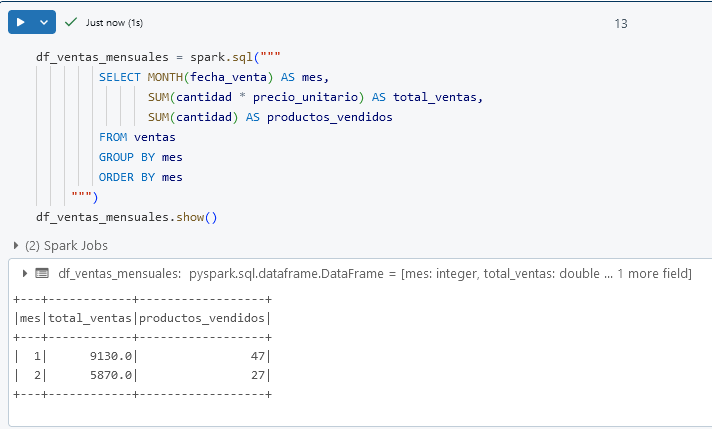 Just now (1s)
13
df_ventas_mensuales = spark.sql("""
SELECT MONTH(fecha_venta) AS mes,
SUM(cantidad * precio_unitario) AS total_ventas,
SUM(cantidad) AS productos_vendidos
FROM ventas
GROUP BY mes
ORDER BY mes
""")
df_ventas_mensuales.show()
(2) Spark Jobs
df_ventas_mensuales: pyspark.sql.dataframe.DataFrame = [mes: integer, total_ventas: double ... 1 more field]
+---+------------+------------------+
|mes|total_ventas|productos_vendidos|
+---+------------+------------------+
|  1|      9130.0|                47|
|  2|      5870.0|                27|
+---+------------+------------------+